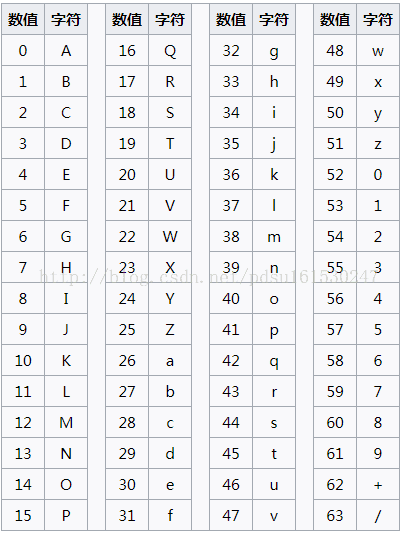 数值 字符 数值 字符 数值 字符 数值 字符
0 A 16 Q 32 g 48 w
1 B 17 R 33 h 49 x
2 C 18 S 34 i 50 y
3 D 19 T 35 j 51 z
4 E 20 U 36 k 52 0
5 F 21 V 37 l 53 1
6 G 22 W 38 m 54 2
7 H 23 X 39 n 55 3
http://blog.csdn.net/pdsu161530247
8 I 24 Y 40 o 56 4
9 J 25 Z 41 p 57 5
10 K 26 a 42 q 58 6
11 L 27 b 43 r 59 7
12 M 28 c 44 s 60 8
13 N 29 d 45 t 61 9
14 O 30 e 46 u 62 +
15 P 31 f 47 v 63 /